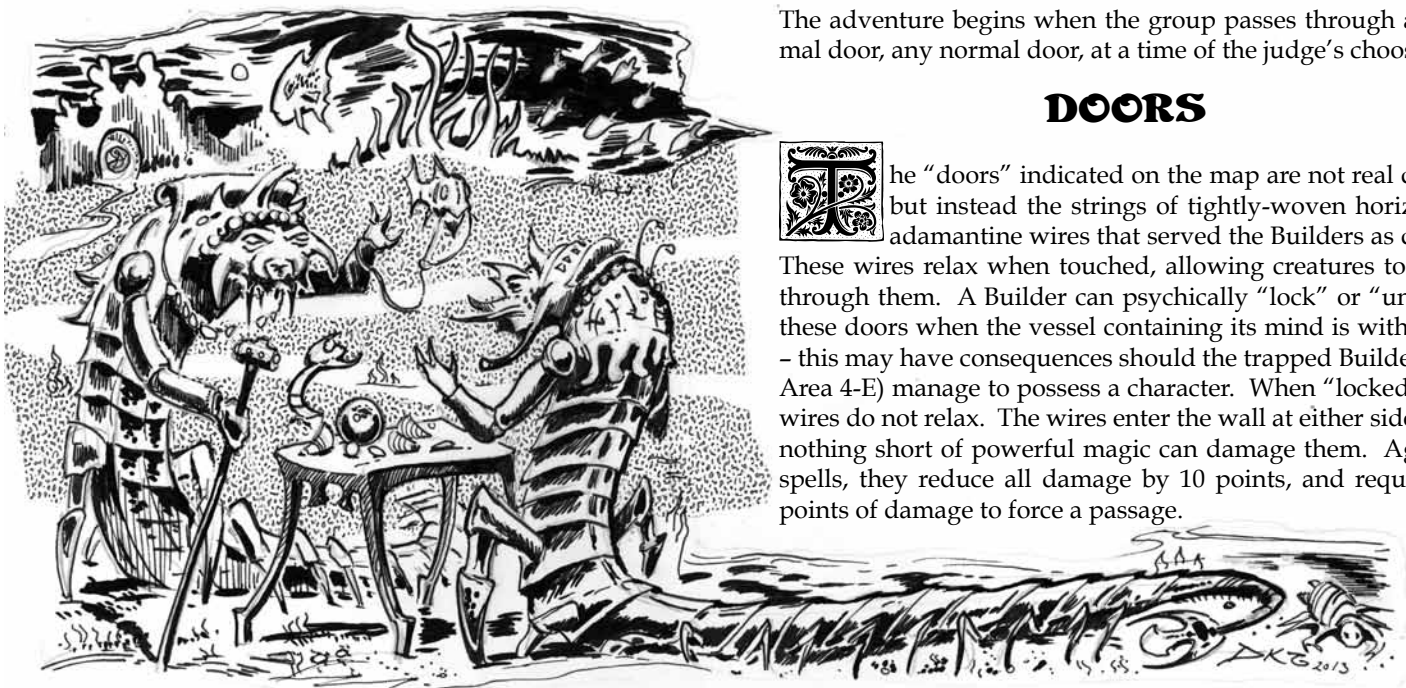 The adventure begins when the group passes through a
mal door, any normal door, at a time of the judge's choos
DOORS
The “doors” indicated on the map are not real
but instead the strings of tightly-woven horiz
adamantine wires that served the Builders as
These wires relax when touched, allowing creatures to
through them. A Builder can psychically “lock” or “un
these doors when the vessel containing its mind is with
– this may have consequences should the trapped Builde
Area 4-E) manage to possess a character. When “locked
wires do not relax. The wires enter the wall at either side
nothing short of powerful magic can damage them. Ag
spells, they reduce all damage by 10 points, and requ
points of damage to force a passage.
DKG 2013